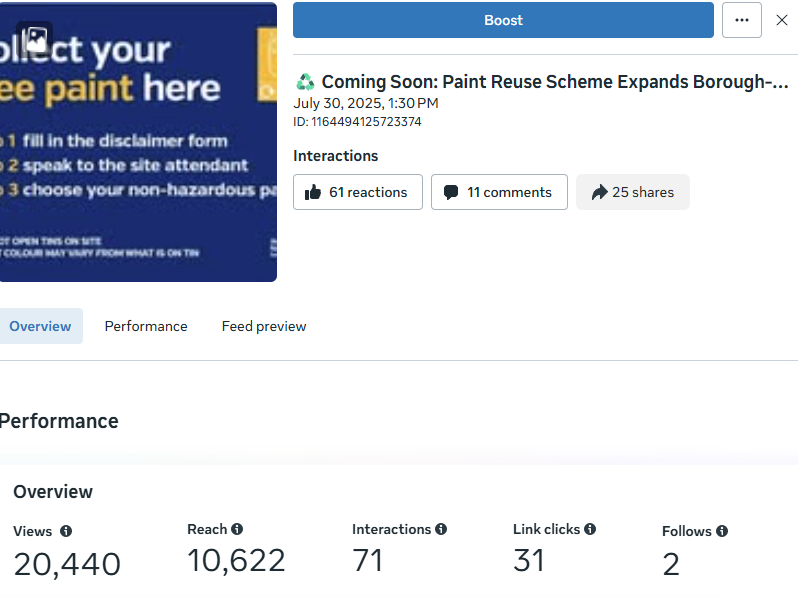 ollect your
ee paint here
1 fill in the disclaimer form
2 speak to the site attendant
3 choose your non-hazardous pa
OT OPEN TINS ON SITE
COLOUR MAY VARY FROM WHAT IS ON TIN
Boost
Coming Soon: Paint Reuse Scheme Expands Borough-...
July 30, 2025, 1:30 PM
ID: 1164494125723374
Interactions
61 reactions
11 comments
25 shares
Overview
Performance
Feed preview
Performance
Overview
Views
Reach
Interactions
Link clicks
Follows
20,440
10,622
71
31
2